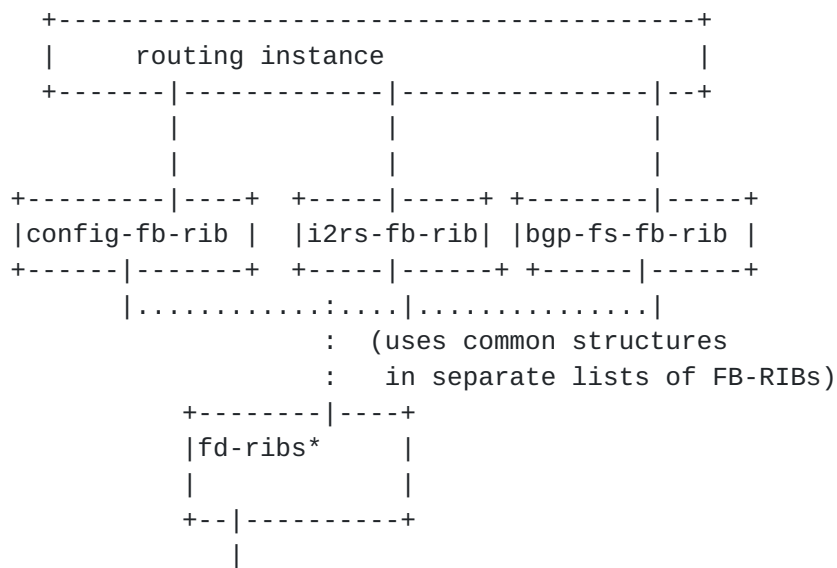 routing instance
config-fb-rib i2rs-fb-rib bgp-fs-fb-rib
(uses common structures
in separate lists of FB-RIBs)
fd-ribs*